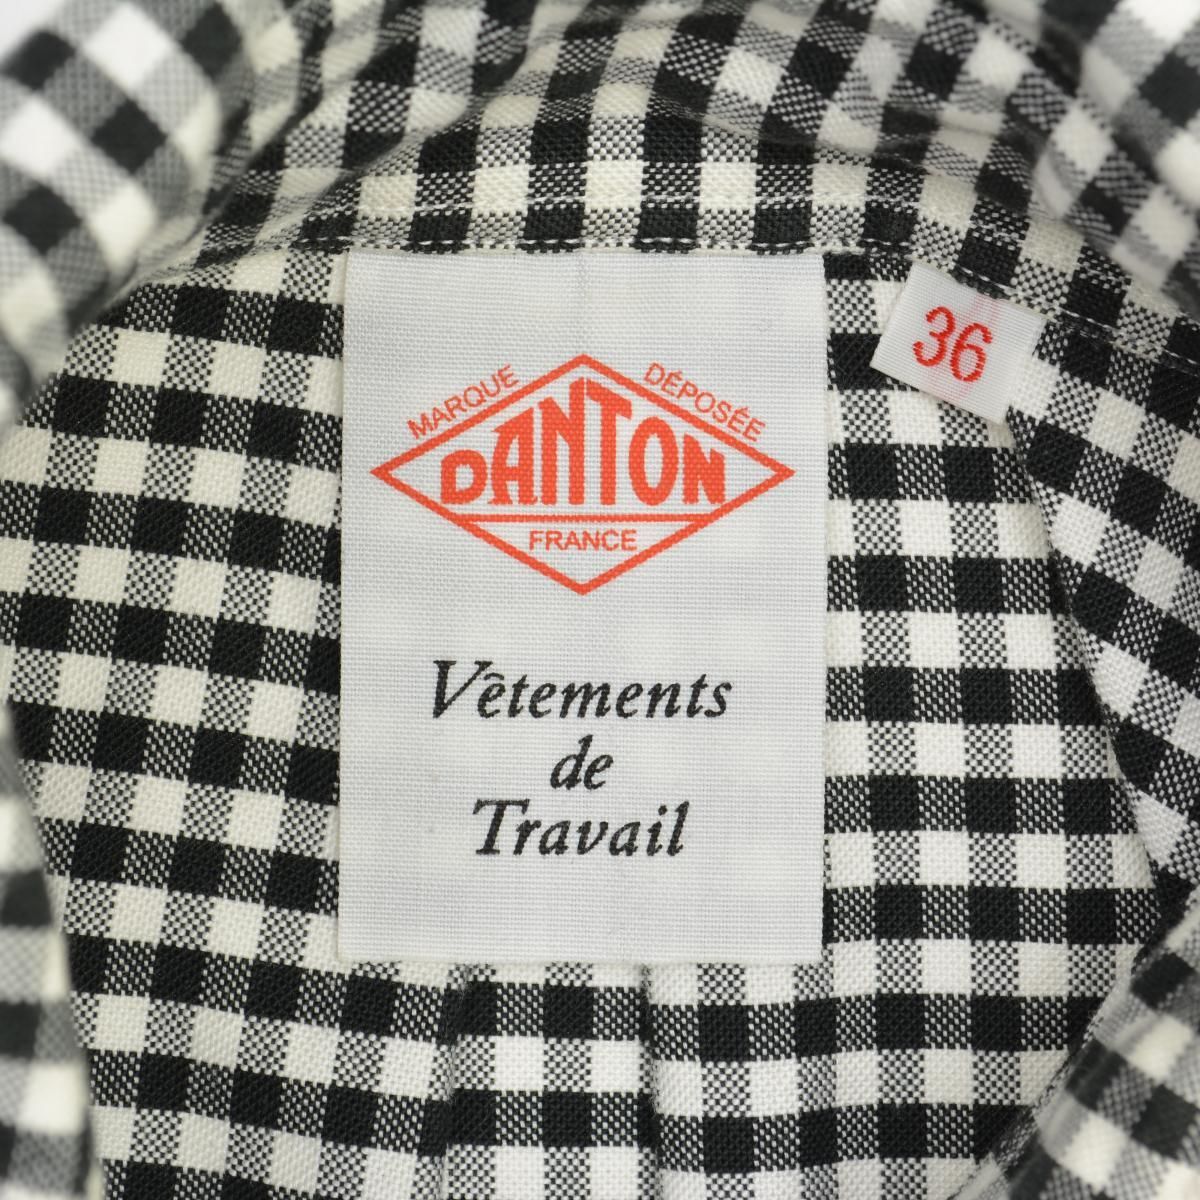 MARQUE DÉPOSÉE
DANTON
FRANCE
Vêtements
de
Travail
36